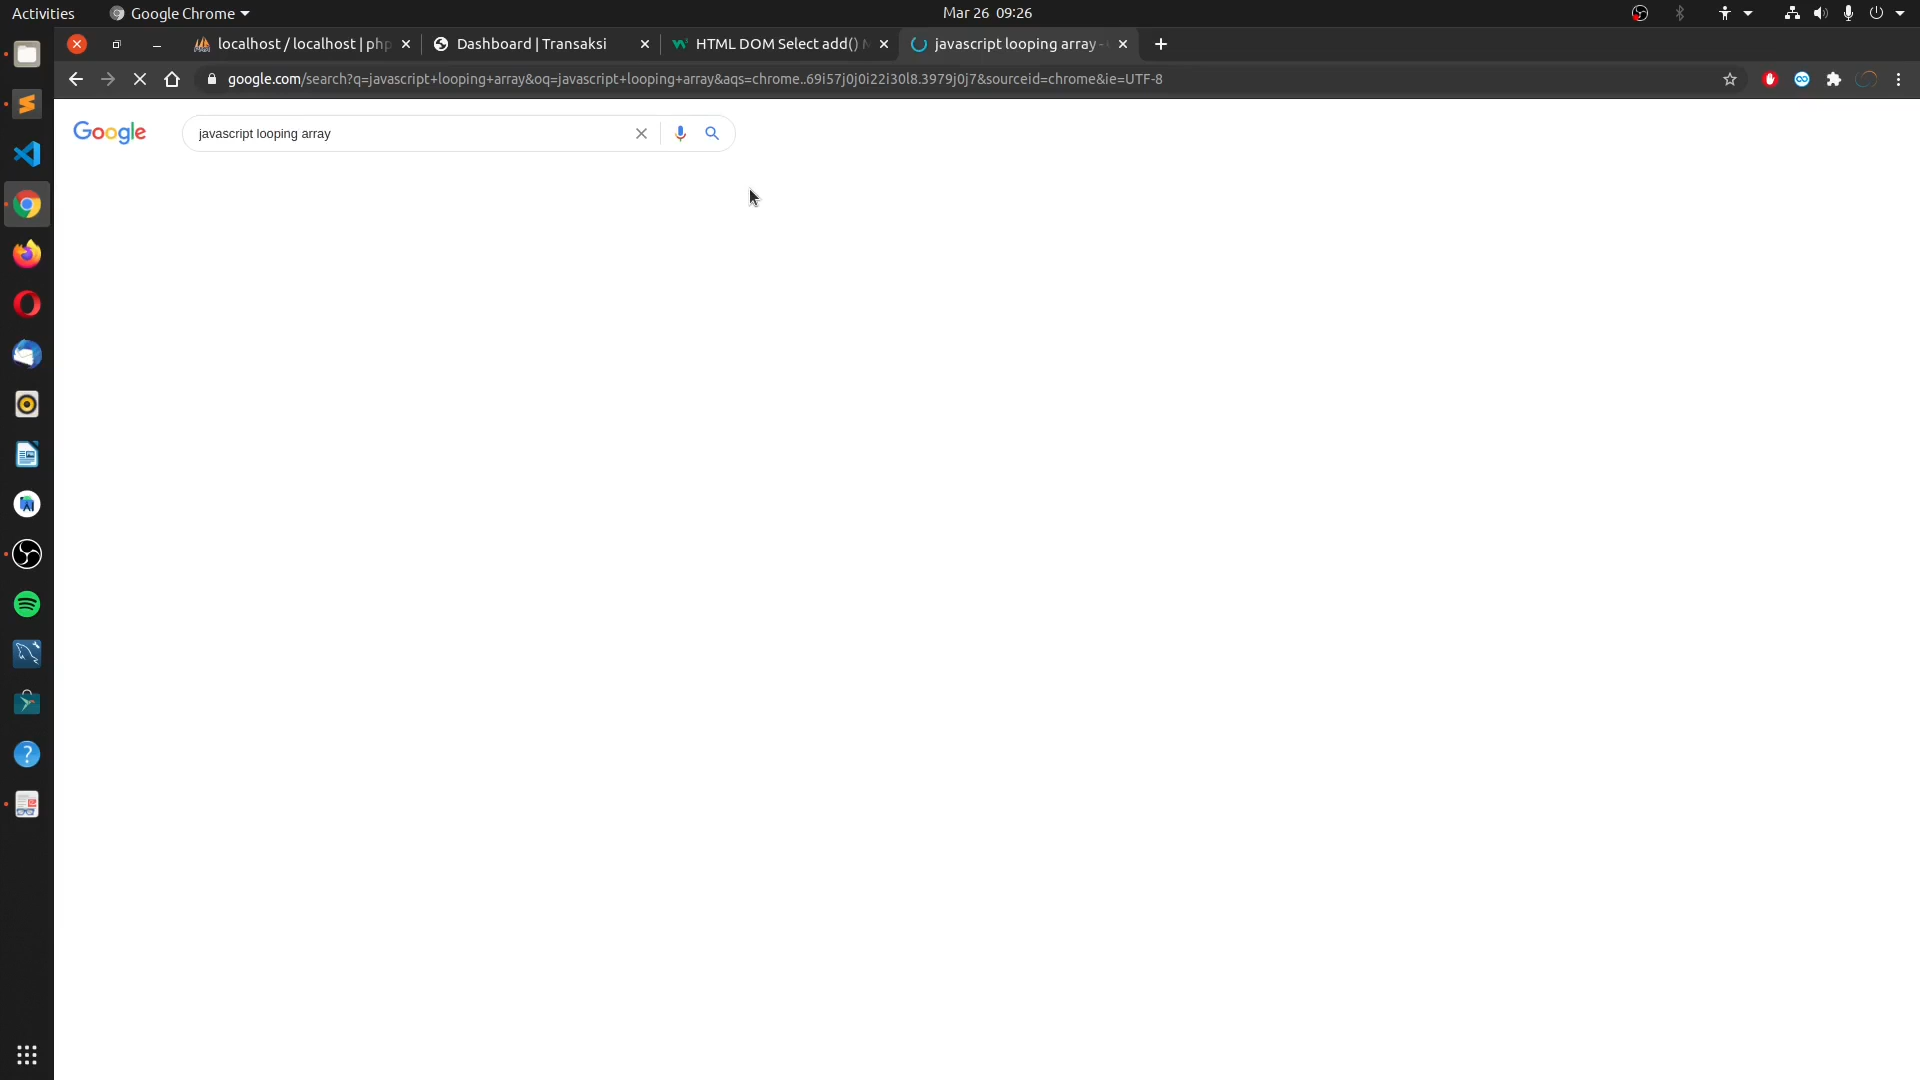 Activities
Google Chrome
Mar 26 09:26
localhost / localhost | php
Dashboard | Transaksi
HTML DOM Select add() M
javascript looping array -
google.com/search?q=javascript+looping+array&oq=javascript+looping+array&aqs=chrome..69i57j0j0i22i30l8.3979j0j7&sourceid=chrome&ie=UTF-8
Google
javascript looping array